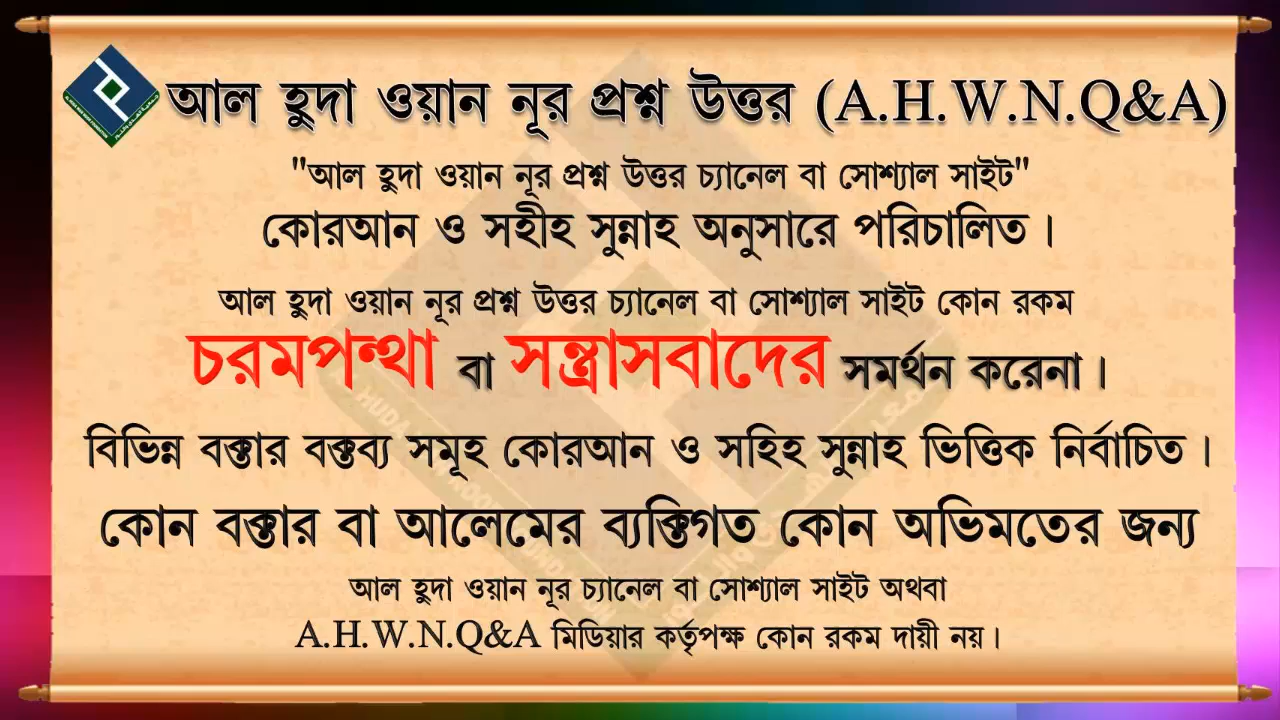 আল হুদা ওয়ান নূর প্রশ্ন উত্তর (A.H.W.N.Q&A)
"আল হুদা ওয়ান নূর প্রশ্ন উত্তর চ্যানেল বা সোশ্যাল সাইট"
কোরআন ও সহীহ সুন্নাহ অনুসারে পরিচালিত।
আল হুদা ওয়ান নূর প্রশ্ন উত্তর চ্যানেল বা সোশ্যাল সাইট কোন রকম
চরমপন্থা বা সন্ত্রাসবাদের সমর্থন করেনা।
বিভিন্ন বক্তার বক্তব্য সমূহ কোরআন ও সহিহ সুন্নাহ ভিত্তিক নির্বাচিত।
কোন বক্তার বা আলেমের ব্যক্তিগত কোন অভিমতের জন্য
আল হুদা ওয়ান নূর চ্যানেল বা সোশ্যাল সাইট অথবা
A.H.W.N.Q&A মিডিয়ার কর্তৃপক্ষ কোন রকম দায়ী নয়।